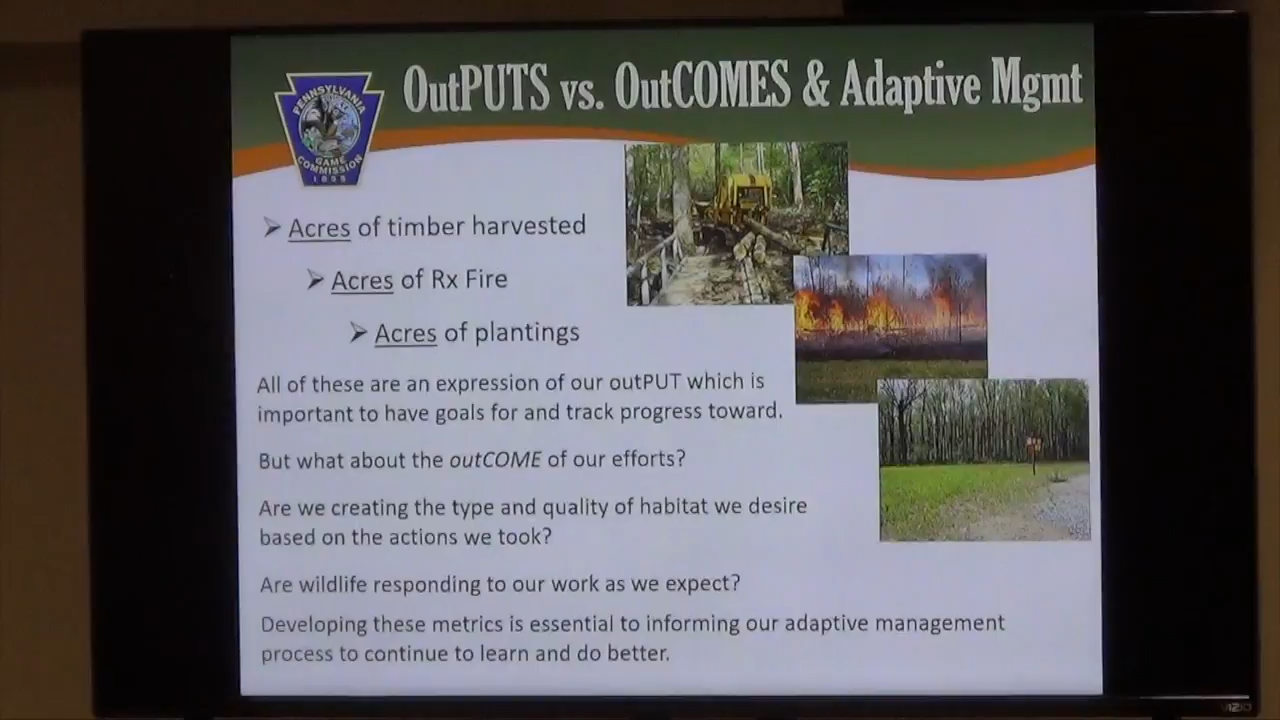 OutPUTS vs. OutCOMES & Adaptive Mgmt
PENNSYLVANIA
GAME
COMMISSION
1895
➢ Acres of timber harvested
➢ Acres of Rx Fire
➢ Acres of plantings
All of these are an expression of our outPUT which is
important to have goals for and track progress toward.
But what about the outCOME of our efforts?
Are we creating the type and quality of habitat we desire
based on the actions we took?
Are wildlife responding to our work as we expect?
Developing these metrics is essential to informing our adaptive management
process to continue to learn and do better.
VIZIO